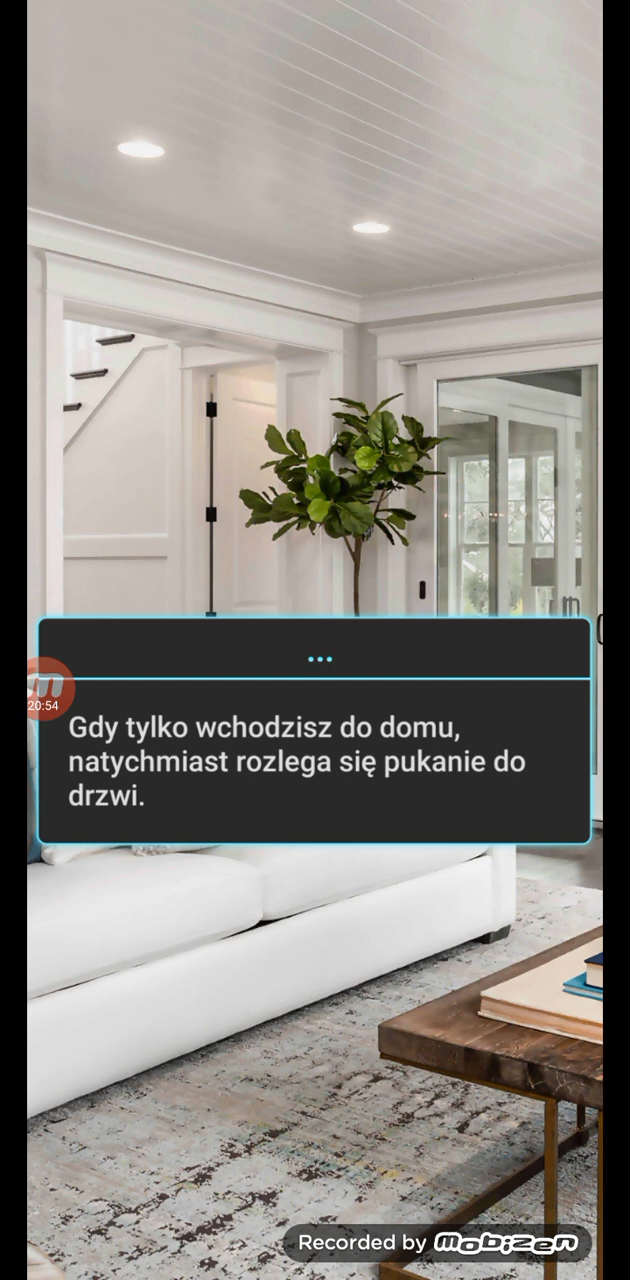 ...
20:54
Gdy tylko wchodzisz do domu,
natychmiast rozlega się pukanie do
drzwi.
Recorded by Mobizen